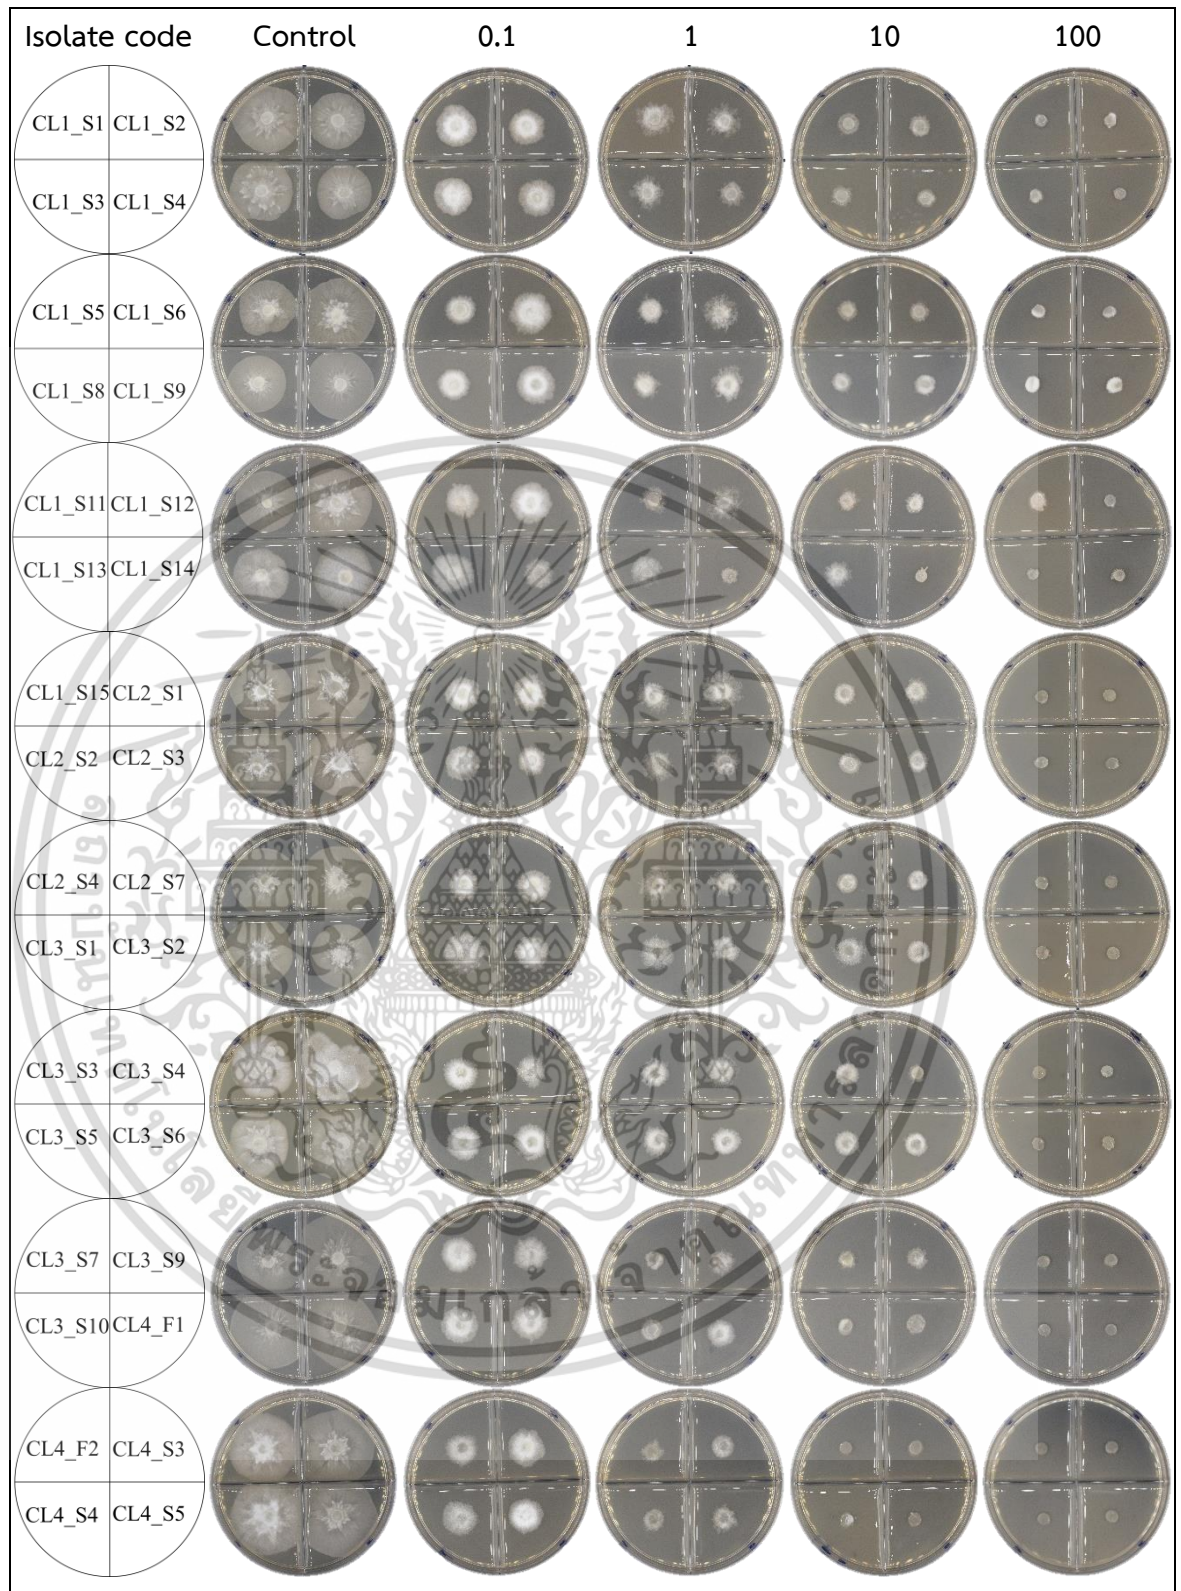 Isolate code Control 0.1 1 10 100
CL1_S1 CL1_S2
CL1_S3 CL1_S4
CL1_S5 CL1_S6
CL1_S8 CL1_S9
CL1_S11 CL1_S12
CL1_S13 CL1_S14
CL1_S15 CL2_S1
CL2_S2 CL2_S3
CL2_S4 CL2_S7
CL3_S1 CL3_S2
CL3_S3 CL3_S4
CL3_S5 CL3_S6
CL3_S7 CL3_S9
CL3_S10 CL4_F1
CL4_F2 CL4_S3
CL4_S4 CL4_S5